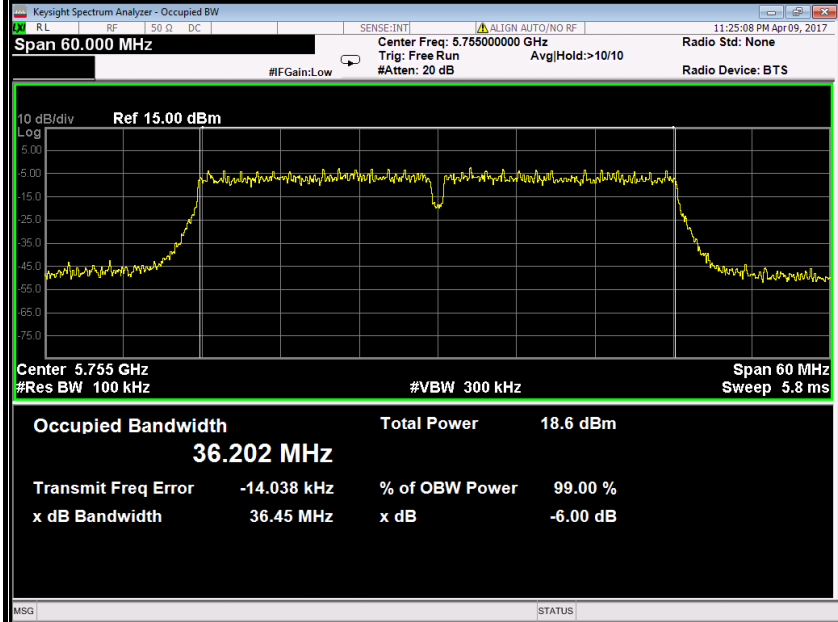 Keysight Spectrum Analyzer - Occupied BW
LXI RL RF 50 Ω DC SENSE:INT ALIGN AUTO/NO RF 11:25:08 PM Apr 09, 2017
Span 60.000 MHz Center Freq: 5.755000000 GHz Radio Std: None
Trig: Free Run Avg|Hold:>10/10
#IFGain:Low #Atten: 20 dB Radio Device: BTS
10 dB/div Ref 15.00 dBm
Log
5.00
-5.00
-15.0
-25.0
-35.0
-45.0
-55.0
-65.0
-75.0
Center 5.755 GHz Span 60 MHz
#Res BW 100 kHz #VBW 300 kHz Sweep 5.8 ms
Occupied Bandwidth Total Power 18.6 dBm
36.202 MHz
Transmit Freq Error -14.038 kHz % of OBW Power 99.00 %
x dB Bandwidth 36.45 MHz x dB -6.00 dB
MSG STATUS